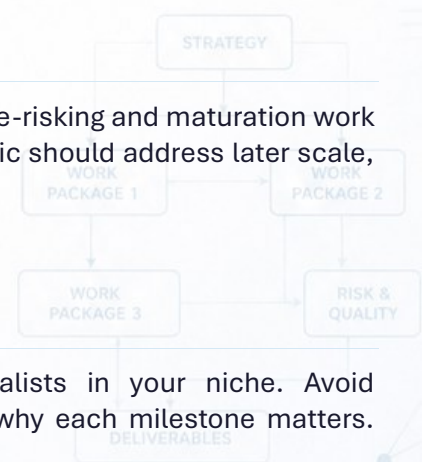 STRATEGY
e-risking and maturation work
ic should address later scale,
WORK
PACKAGE 1
WORK
PACKAGE 2
WORK
PACKAGE 3
RISK &
QUALITY
alists in your niche. Avoid
why each milestone matters.
DELIVERABLES